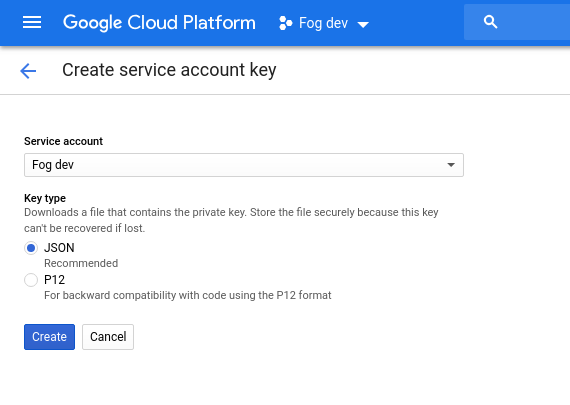 Google Cloud Platform Fog dev
Create service account key
Service account
Fog dev
Key type
Downloads a file that contains the private key. Store the file securely because this key
can't be recovered if lost.
JSON
Recommended
P12
For backward compatibility with code using the P12 format
Create Cancel